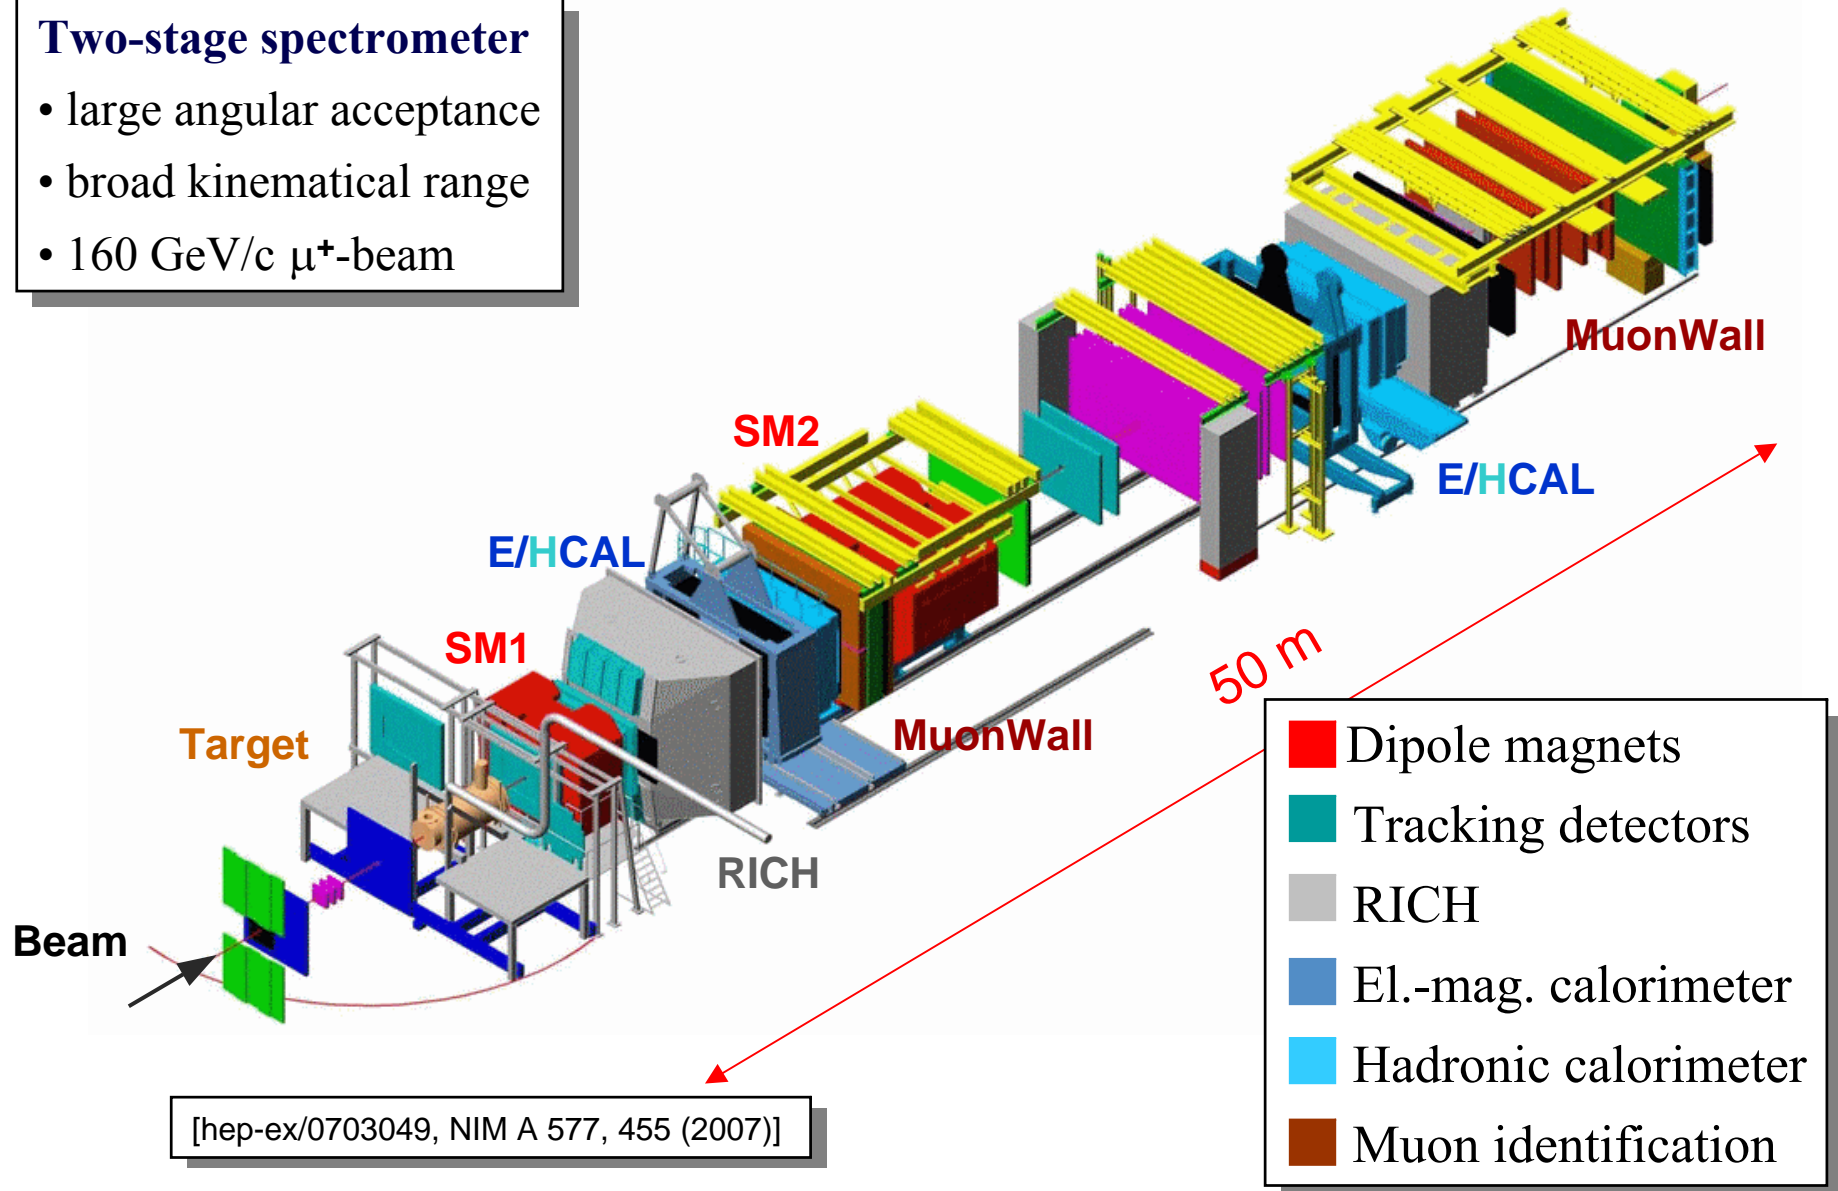 Two-stage spectrometer
• large angular acceptance
• broad kinematical range
• 160 GeV/c μ⁺-beam
MuonWall
SM2
E/HCAL
E/HCAL
SM1
50 m
Target
MuonWall
RICH
Beam
Dipole magnets
Tracking detectors
RICH
El.-mag. calorimeter
Hadronic calorimeter
Muon identification
[hep-ex/0703049, NIM A 577, 455 (2007)]